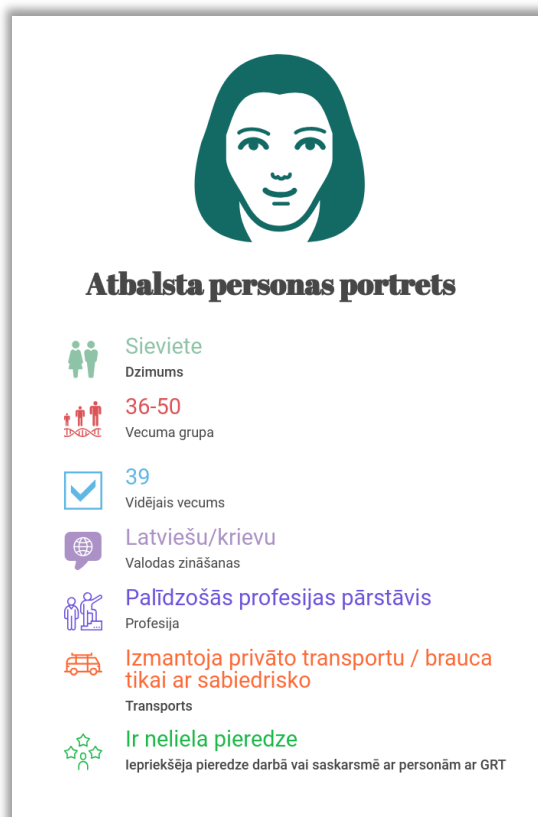 Atbalsta personas portrets
Sieviete
Dzimums
36-50
Vecuma grupa
39
Vidējais vecums
Latviešu/krievu
Valodas zināšanas
Palīdzošās profesijas pārstāvis
Profesija
Izmantoja privāto transportu / brauca
tikai ar sabiedrisko
Transports
Ir neliela pieredze
Iepriekšēja pieredze darbā vai saskarsmē ar personām ar GRT